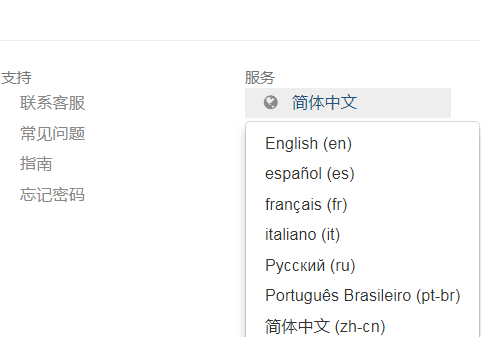 支持
联系客服
常见问题
指南
忘记密码
服务
简体中文
English (en)
español (es)
français (fr)
italiano (it)
Русский (ru)
Português Brasileiro (pt-br)
简体中文 (zh-cn)